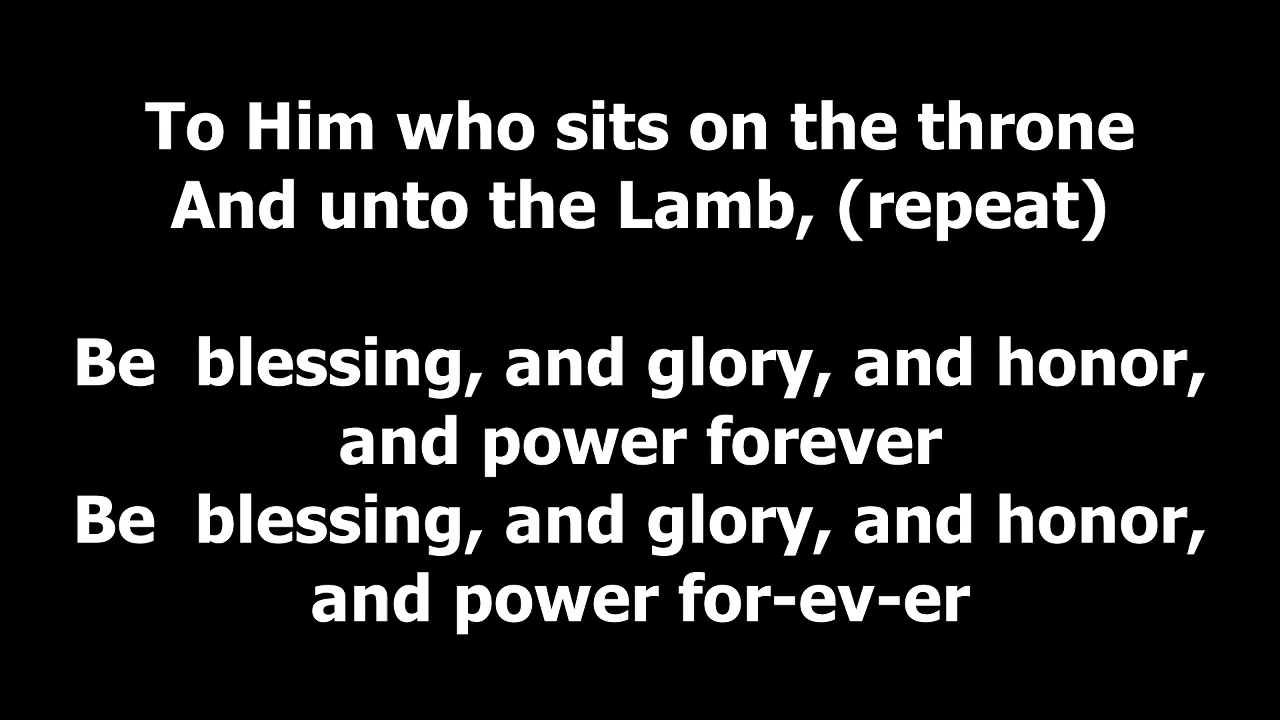 To Him who sits on the throne
And unto the Lamb, (repeat)
Be  blessing, and glory, and honor,
and power forever
Be  blessing, and glory, and honor,
and power for-ev-er